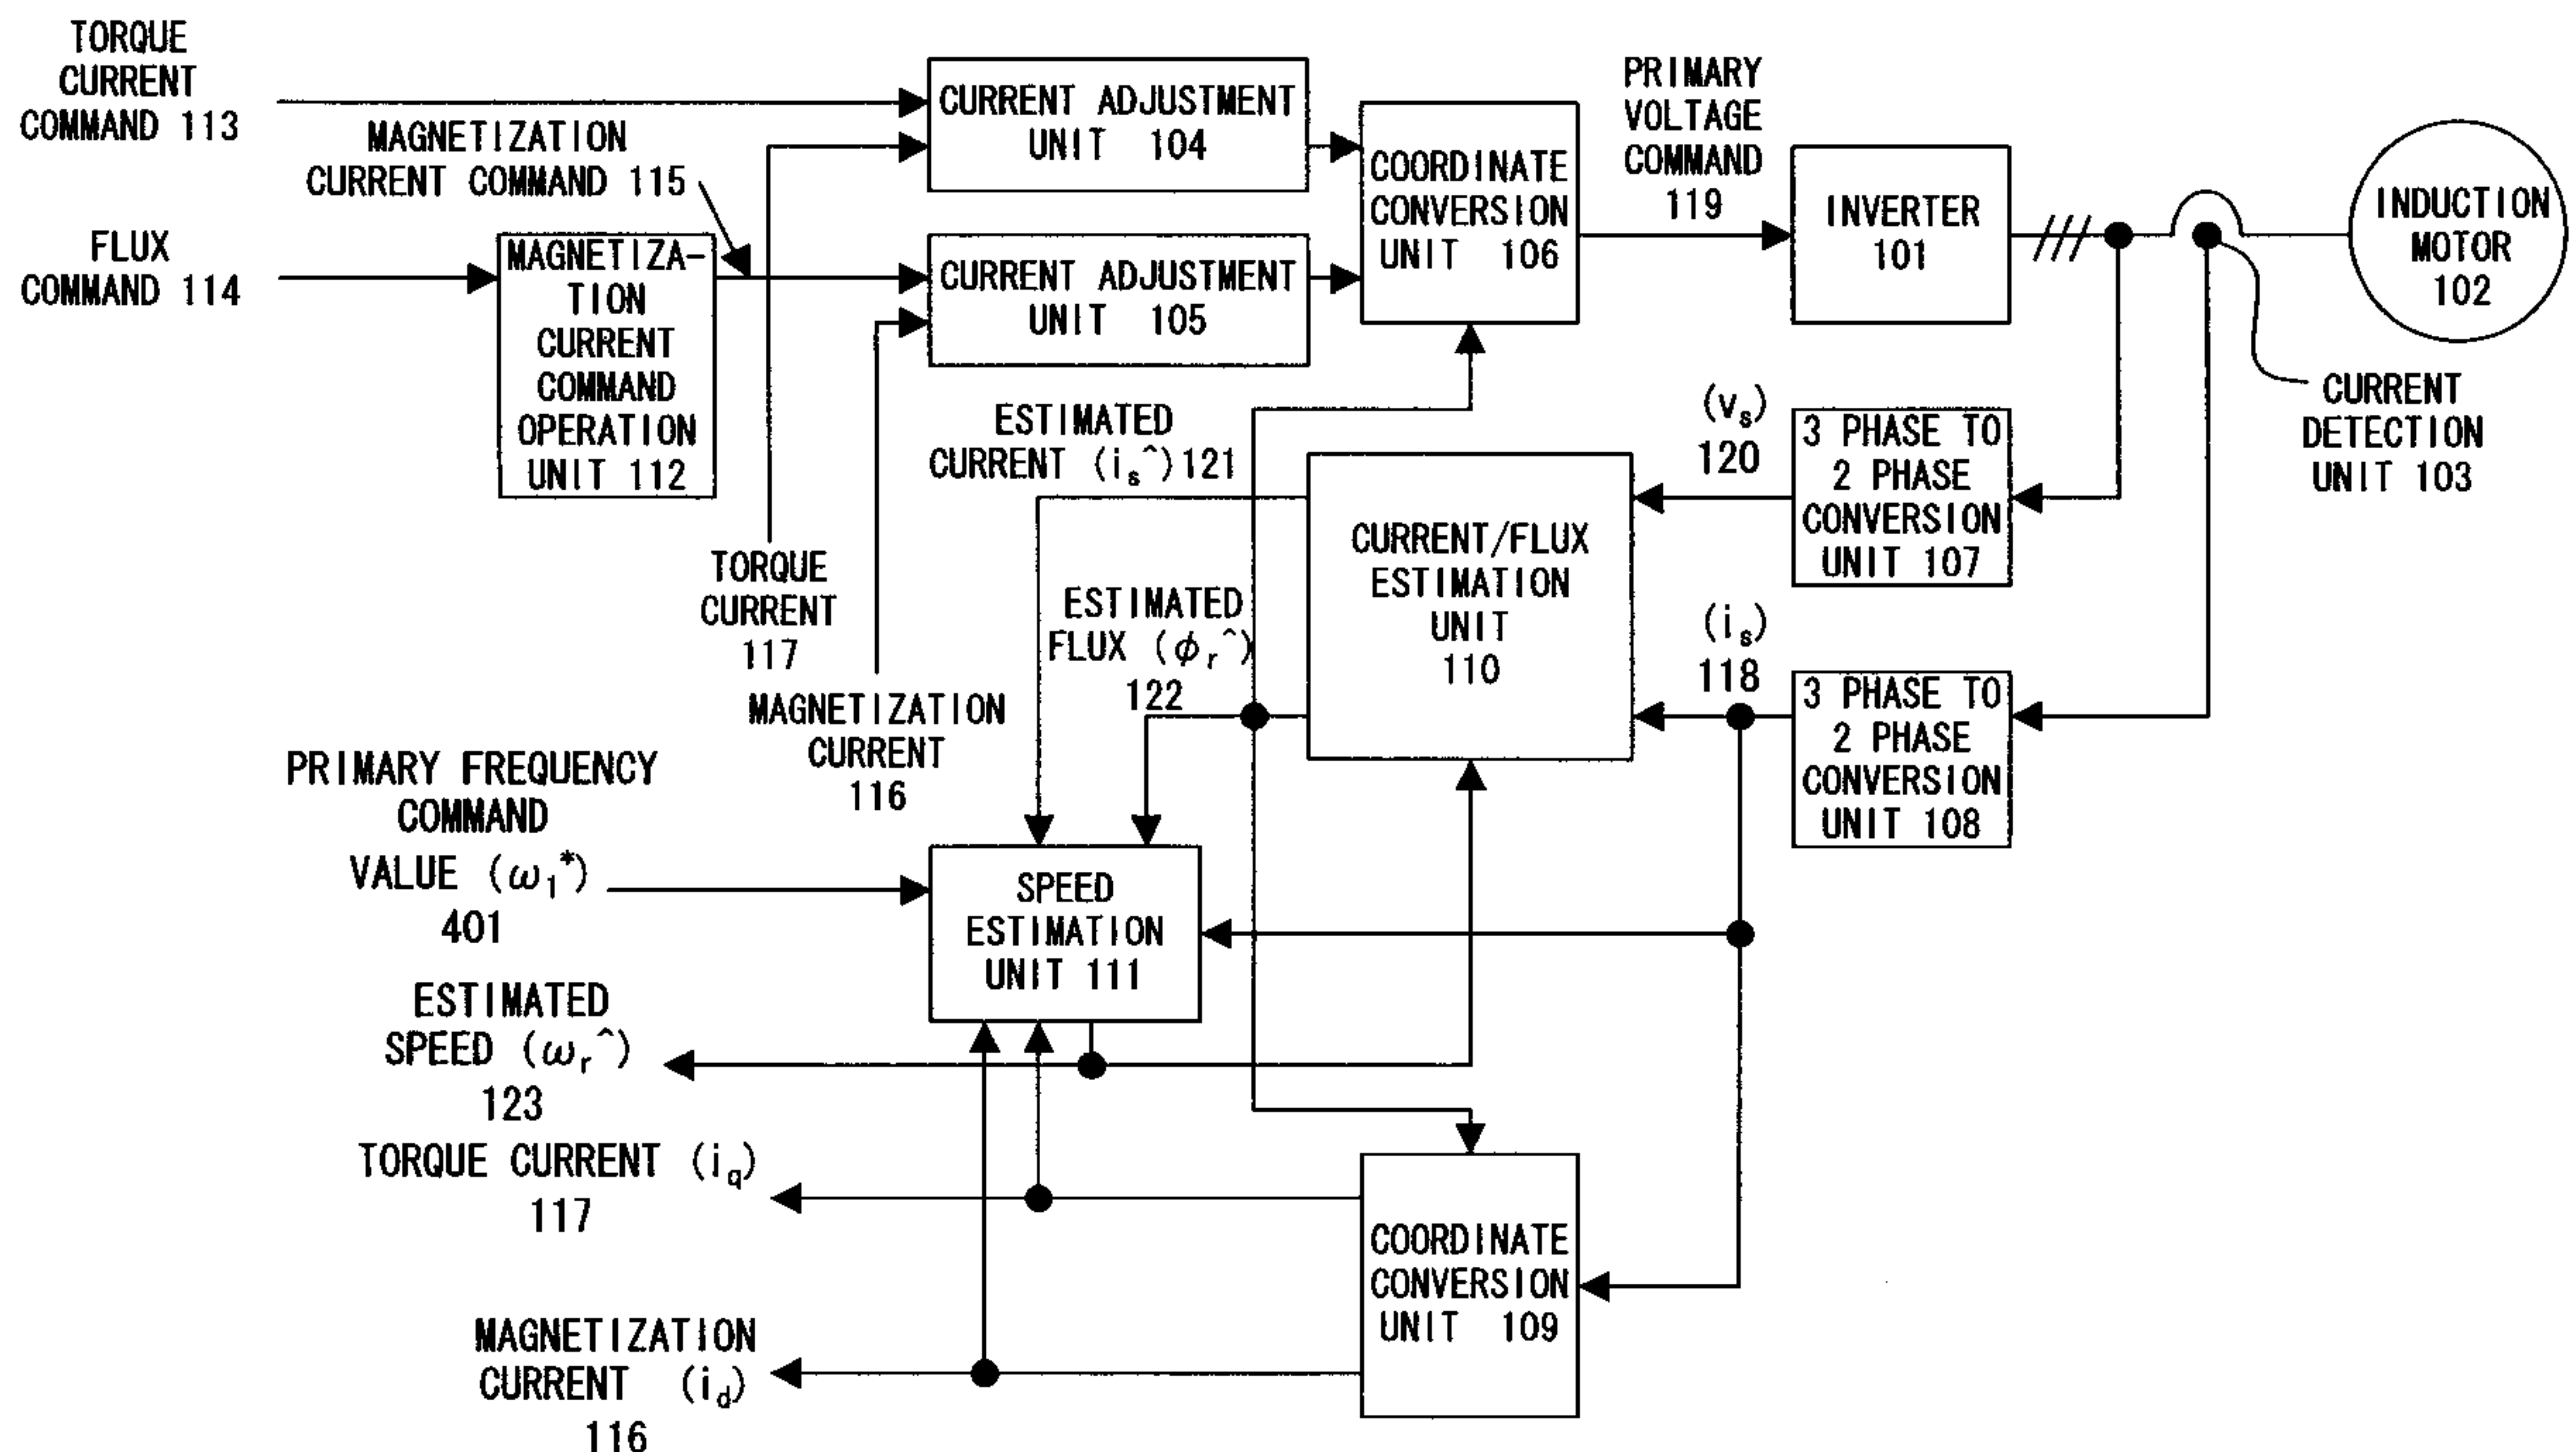 TORQUE
CURRENT
COMMAND 113
MAGNETIZATION
CURRENT COMMAND 115
FLUX
COMMAND 114
MAGNETIZA-
TION
CURRENT
COMMAND
OPERATION
UNIT 112
CURRENT ADJUSTMENT
UNIT 104
CURRENT ADJUSTMENT
UNIT 105
COORDINATE
CONVERSION
UNIT 106
PRIMARY
VOLTAGE
COMMAND
119
INVERTER
101
INDUCTION
MOTOR
102
CURRENT
DETECTION
UNIT 103
(vs)
120
3 PHASE TO
2 PHASE
CONVERSION
UNIT 107
(is)
118
3 PHASE TO
2 PHASE
CONVERSION
UNIT 108
ESTIMATED
CURRENT (is^)121
CURRENT/FLUX
ESTIMATION
UNIT
110
ESTIMATED
FLUX (φr^)
122
TORQUE
CURRENT
117
MAGNETIZATION
CURRENT
116
PRIMARY FREQUENCY
COMMAND
VALUE (ω1*)
401
SPEED
ESTIMATION
UNIT 111
ESTIMATED
SPEED (ωr^)
123
TORQUE CURRENT (iq)
117
MAGNETIZATION
CURRENT (id)
116
COORDINATE
CONVERSION
UNIT 109